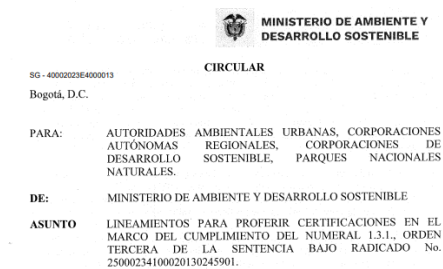 MINISTERIO DE AMBIENTE Y
DESARROLLO SOSTENIBLE
CIRCULAR
SG - 40002023E4000013
Bogotá, D.C.
PARA: AUTORIDADES AMBIENTALES URBANAS, CORPORACIONES
AUTÓNOMAS REGIONALES, CORPORACIONES DE
DESARROLLO SOSTENIBLE, PARQUES NACIONALES
NATURALES.
DE: MINISTERIO DE AMBIENTE Y DESARROLLO SOSTENIBLE
ASUNTO LINEAMIENTOS PARA PROFERIR CERTIFICACIONES EN EL
MARCO DEL CUMPLIMIENTO DEL NUMERAL 1.3.1., ORDEN
TERCERA DE LA SENTENCIA BAJO RADICADO No.
25000234100020130245901.